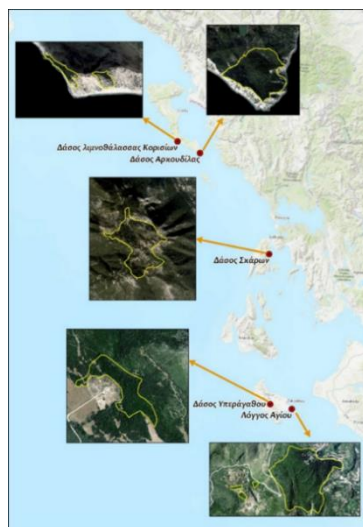 Δάσος λιμνοθάλασσας Κορισίων
Δάσος Αρκουδίλας
Δάσος Σκάρων
Δάσος Υπεράγαθου
Λόγγος Αγίου